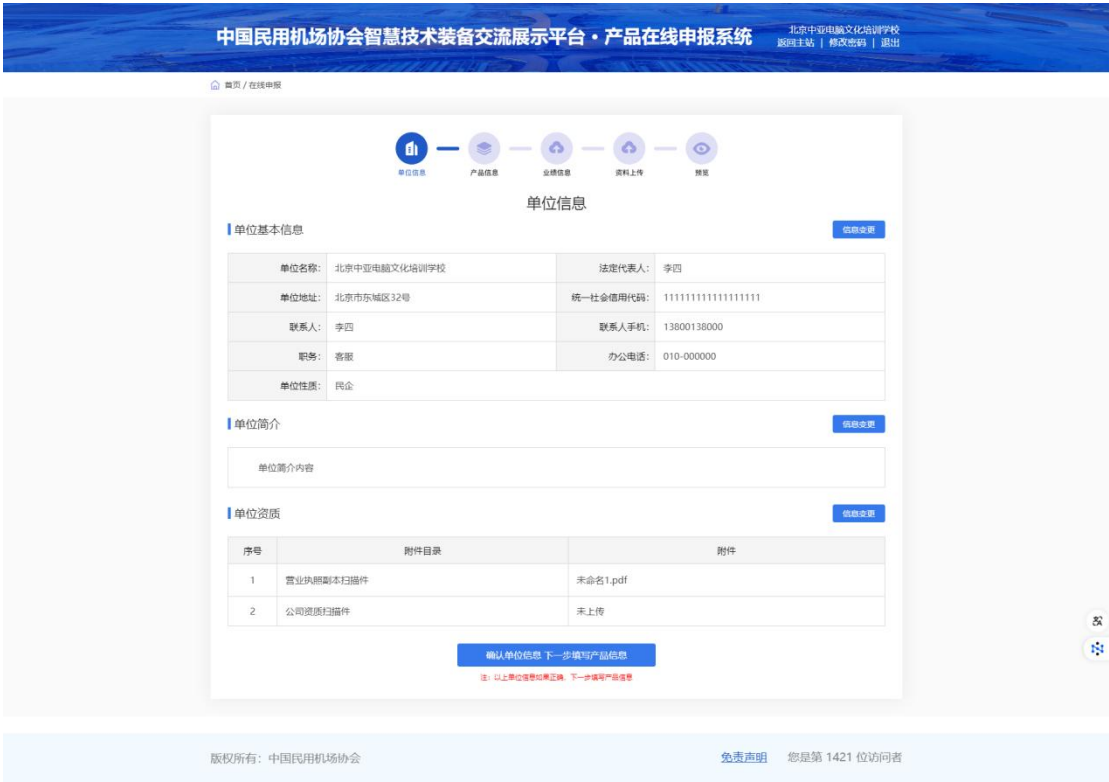 中国民用机场协会智慧技术装备交流展示平台·产品在线申报系统
北京中亚电脑文化培训学校
返回主站 | 修改密码 | 退出
首页 / 在线申报
单位信息 产品信息 业绩信息 资料上传 预览
单位信息
单位基本信息 信息变更
单位名称: 北京中亚电脑文化培训学校 法定代表人: 李四
单位地址: 北京市东城区32号 统一社会信用代码: 111111111111111111
联系人: 李四 联系人手机: 13800138000
职务: 客服 办公电话: 010-000000
单位性质: 民企
单位简介 信息变更
单位简介内容
单位资质 信息变更
序号 附件目录 附件
1 营业执照副本扫描件 未命名1.pdf
2 公司资质扫描件 未上传
确认单位信息 下一步填写产品信息
注: 以上单位信息如果正确, 下一步填写产品信息
版权所有: 中国民用机场协会 免责声明 您是第 1421 位访问者